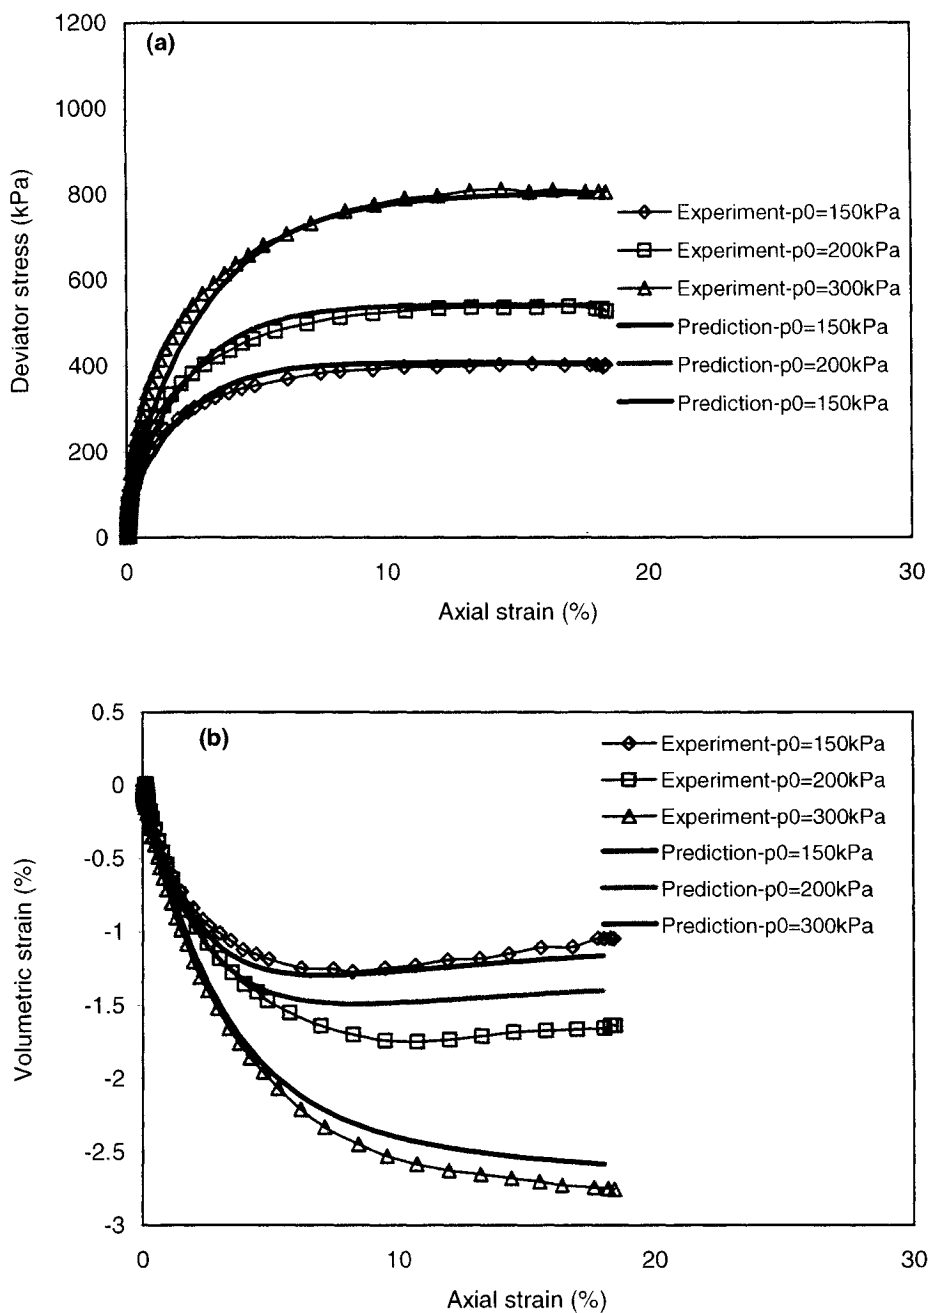 1200
(a)
1000
800
600
400
200
0
Deviator stress (kPa)
Experiment-p0=150kPa
Experiment-p0=200kPa
Experiment-p0=300kPa
Prediction-p0=150kPa
Prediction-p0=200kPa
Prediction-p0=150kPa
0 10 20 30
Axial strain (%)
0.5
(b)
0
-0.5
-1
-1.5
-2
-2.5
-3
Volumetric strain (%)
Experiment-p0=150kPa
Experiment-p0=200kPa
Experiment-p0=300kPa
Prediction-p0=150kPa
Prediction-p0=200kPa
Prediction-p0=300kPa
0 10 20 30
Axial strain (%)